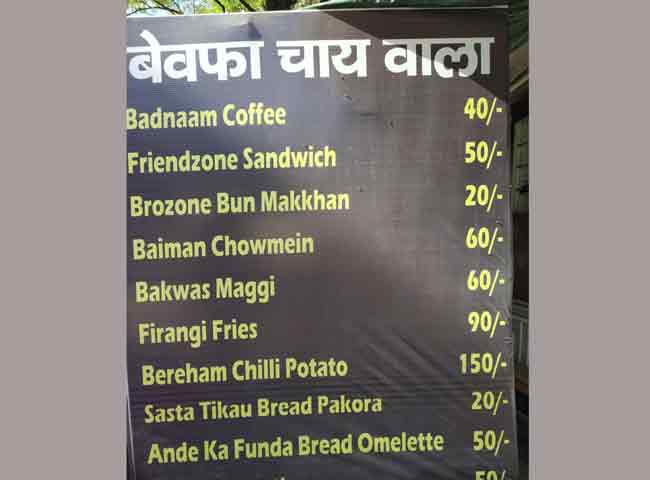 बेवफा चाय वाला
Badnaam Coffee 40/-
Friendzone Sandwich 50/-
Brozone Bun Makkhan 20/-
Baiman Chowmein 60/-
Bakwas Maggi 60/-
Firangi Fries 90/-
Bereham Chilli Potato 150/-
Sasta Tikau Bread Pakora 20/-
Ande Ka Funda Bread Omelette 50/-
50/-